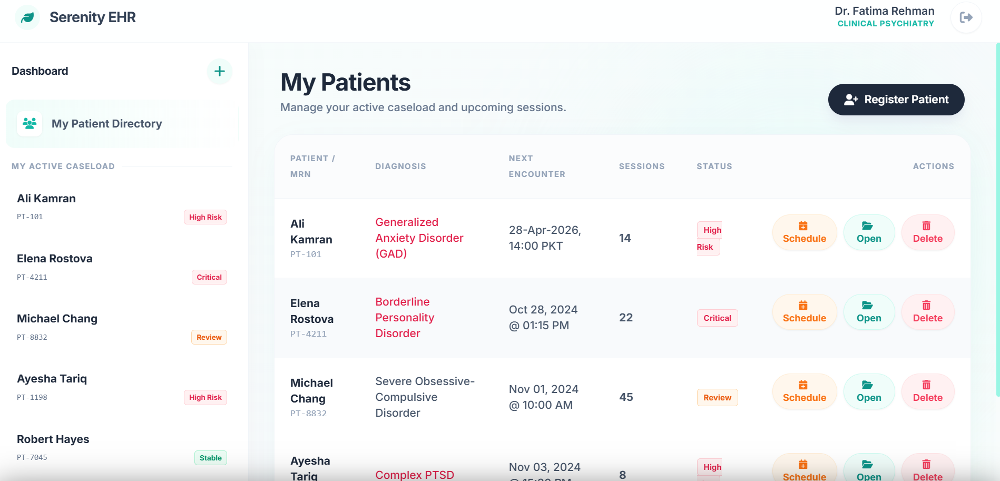 Serenity EHR
Dr. Fatima Rehman
CLINICAL PSYCHIATRY
Dashboard
My Patient Directory
MY ACTIVE CASELOAD
Ali Kamran
PT-101
High Risk
Elena Rostova
PT-4211
Critical
Michael Chang
PT-8832
Review
Ayesha Tariq
PT-1198
High Risk
Robert Hayes
PT-7045
Stable
My Patients
Manage your active caseload and upcoming sessions.
Register Patient
PATIENT /
MRN
DIAGNOSIS
NEXT
ENCOUNTER
SESSIONS
STATUS
ACTIONS
Ali
Kamran
PT-101
Generalized
Anxiety Disorder
(GAD)
28-Apr-2026,
14:00 PKT
14
High
Risk
Schedule
Open
Delete
Elena
Rostova
PT-4211
Borderline
Personality
Disorder
Oct 28, 2024
@ 01:15 PM
22
Critical
Schedule
Open
Delete
Michael
Chang
PT-8832
Severe Obsessive-
Compulsive
Disorder
Nov 01, 2024
@ 10:00 AM
45
Review
Schedule
Open
Delete
Ayesha
Tariq
Complex PTSD
Nov 03, 2024
8
High
Schedule
Open
Delete